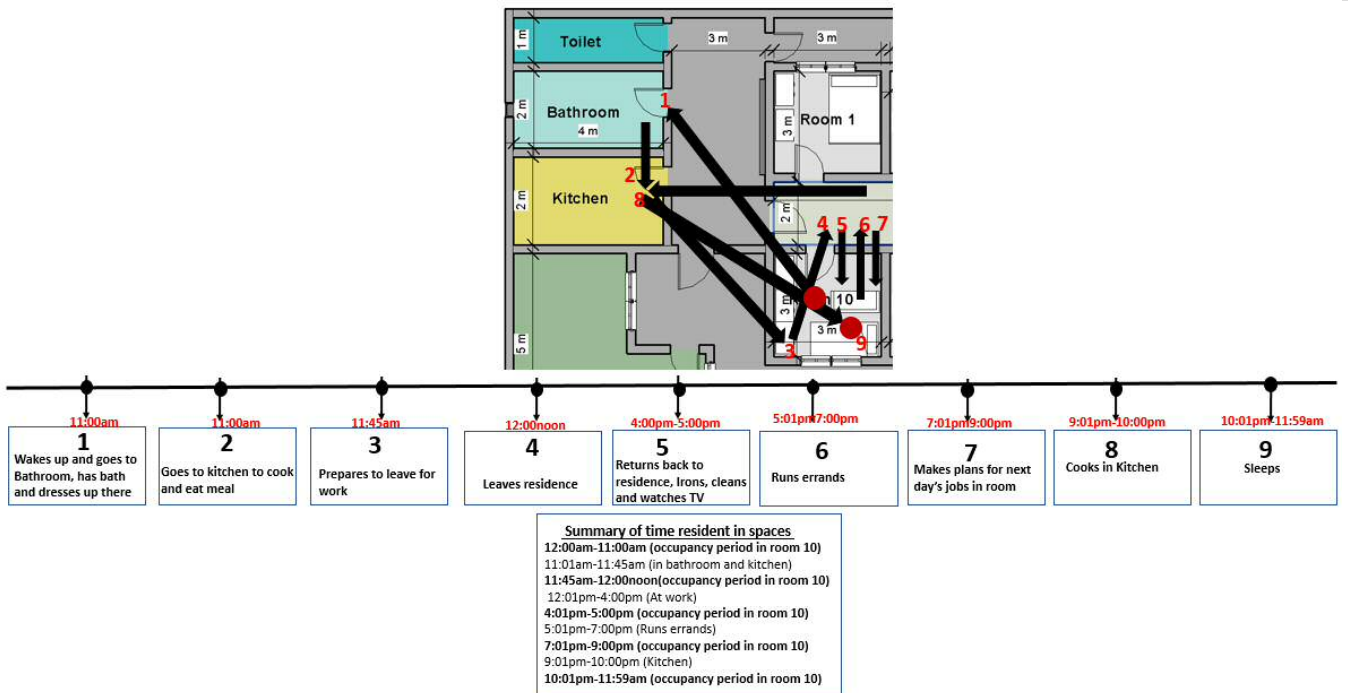 Toilet
1 m
3 m
3 m
Bathroom
2 m
4 m
1
Room 1
3 m
2
Kitchen
2 m
8
2 m
4 5 6 7
10
3 m
3 m
3
9
5 m
11:00am
11:00am
11:45am
12:00noon
4:00pm-5:00pm
5:01pm7:00pm
7:01pm9:00pm
9:01pm-10:00pm
10:01pm-11:59am
1
Wakes up and goes to
Bathroom, has bath
and dresses up there
2
Goes to kitchen to cook
and eat meal
3
Prepares to leave for
work
4
Leaves residence
5
Returns back to
residence, Irons, cleans
and watches TV
6
Runs errands
7
Makes plans for next
day's jobs in room
8
Cooks in Kitchen
9
Sleeps
Summary of time resident in spaces
12:00am-11:00am (occupancy period in room 10)
11:01am-11:45am (in bathroom and kitchen)
11:45am-12:00noon(occupancy period in room 10)
12:01pm-4:00pm (At work)
4:01pm-5:00pm (occupancy period in room 10)
5:01pm-7:00pm (Runs errands)
7:01pm-9:00pm (occupancy period in room 10)
9:01pm-10:00pm (Kitchen)
10:01pm-11:59am (occupancy period in room 10)